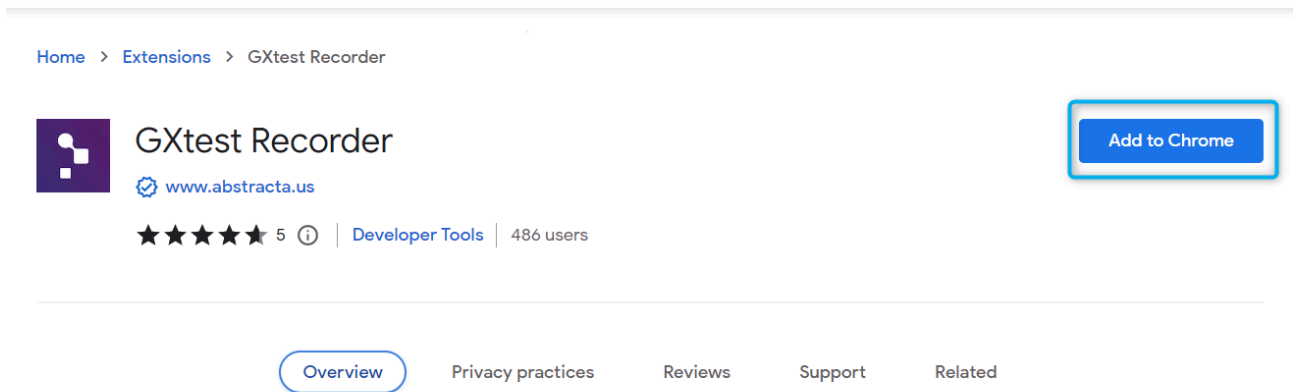 Home > Extensions > GXtest Recorder
GXtest Recorder
Add to Chrome
www.abstracta.us
5 Developer Tools 486 users
Overview Privacy practices Reviews Support Related